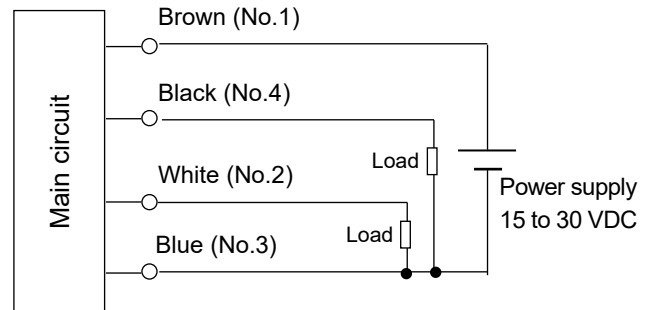 Brown (No.1)
Black (No.4)
Load
White (No.2)
Power supply
15 to 30 VDC
Load
Blue (No.3)
Main circuit